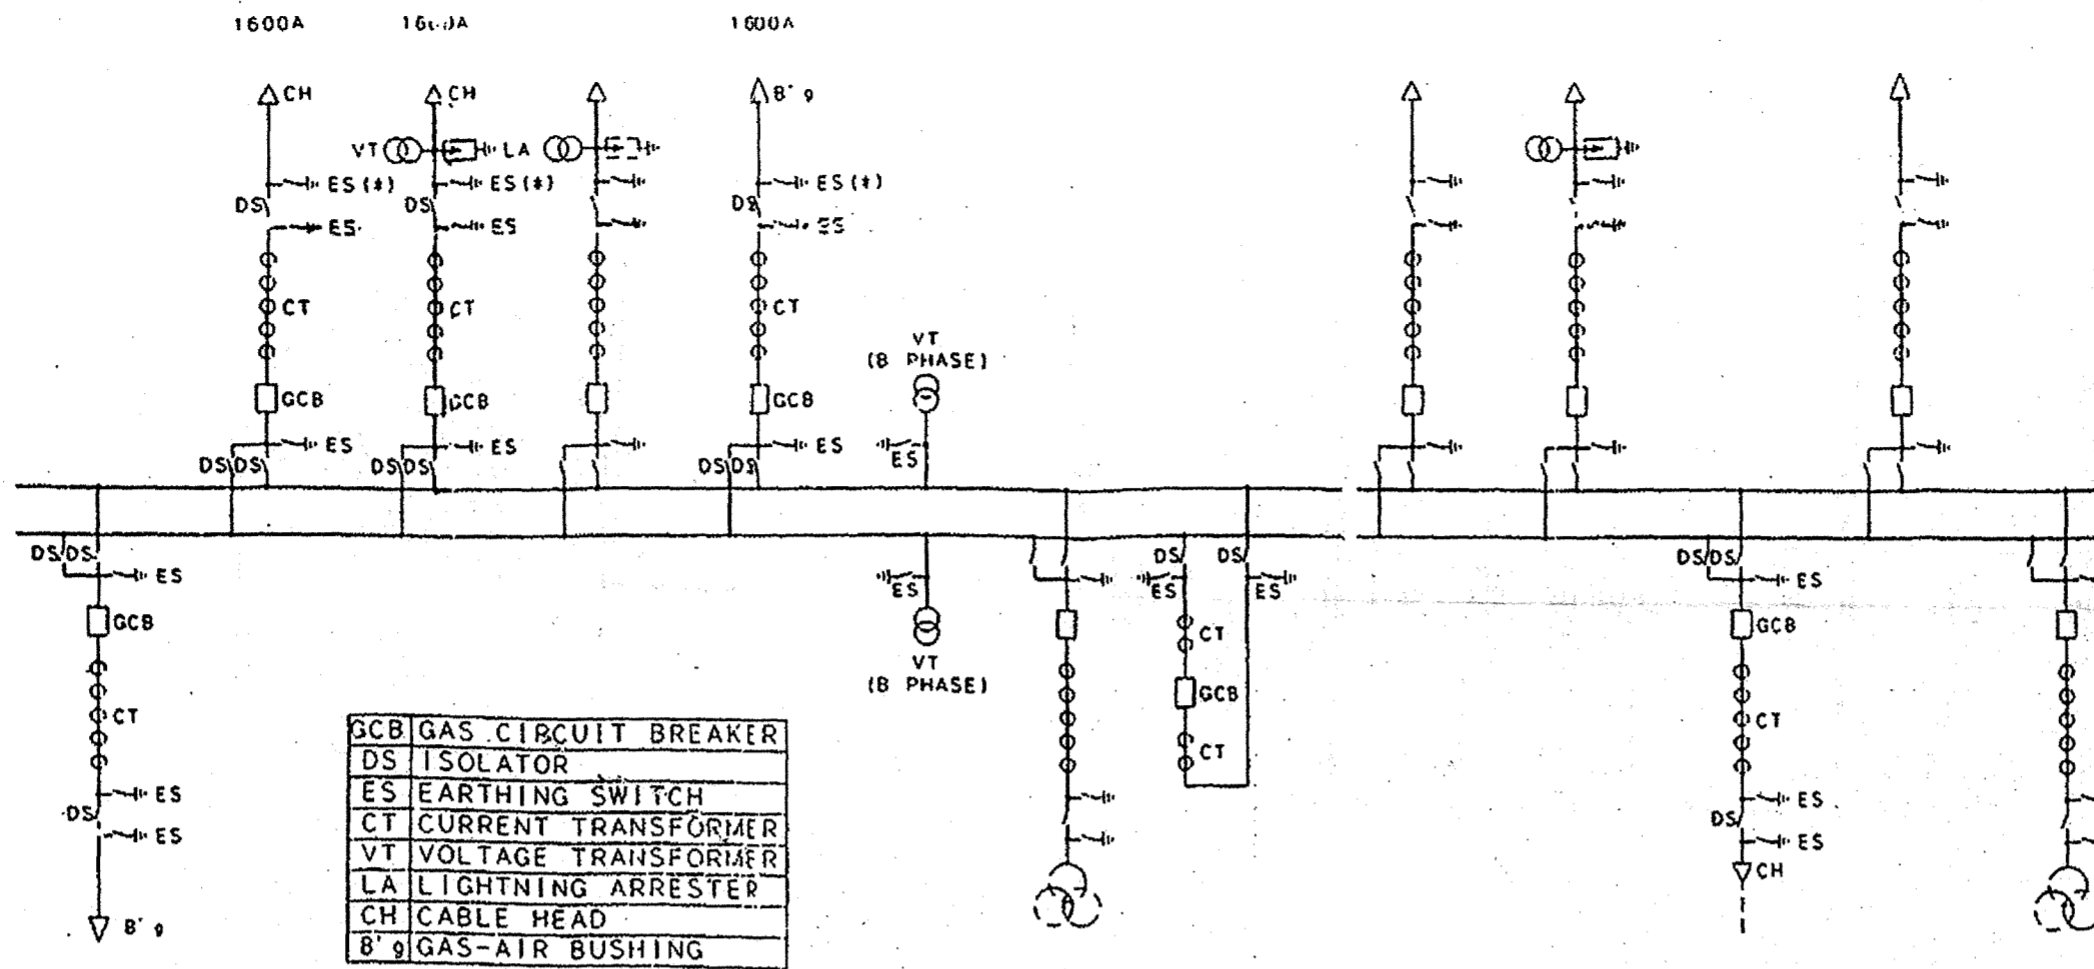 1600A 1600A 1600A
CH CH B'g
VT LA
ES(*) ES(*) ES(*)
DS DS DS
ES ES ES
CT CT CT
VT
(B PHASE)
GCB GCB GCB
ES ES ES
DS DS DS DS DS DS ES
DS DS DS DS DS DS
ES ES ES ES ES
GCB CT GCB
VT
(B PHASE)
GCB
CT CT
CT
ES ES
DS DS
ES ES
CH
B'g
GCB GAS CIRCUIT BREAKER
DS ISOLATOR
ES EARTHING SWITCH
CT CURRENT TRANSFORMER
VT VOLTAGE TRANSFORMER
LA LIGHTNING ARRESTER
CH CABLE HEAD
B'g GAS-AIR BUSHING